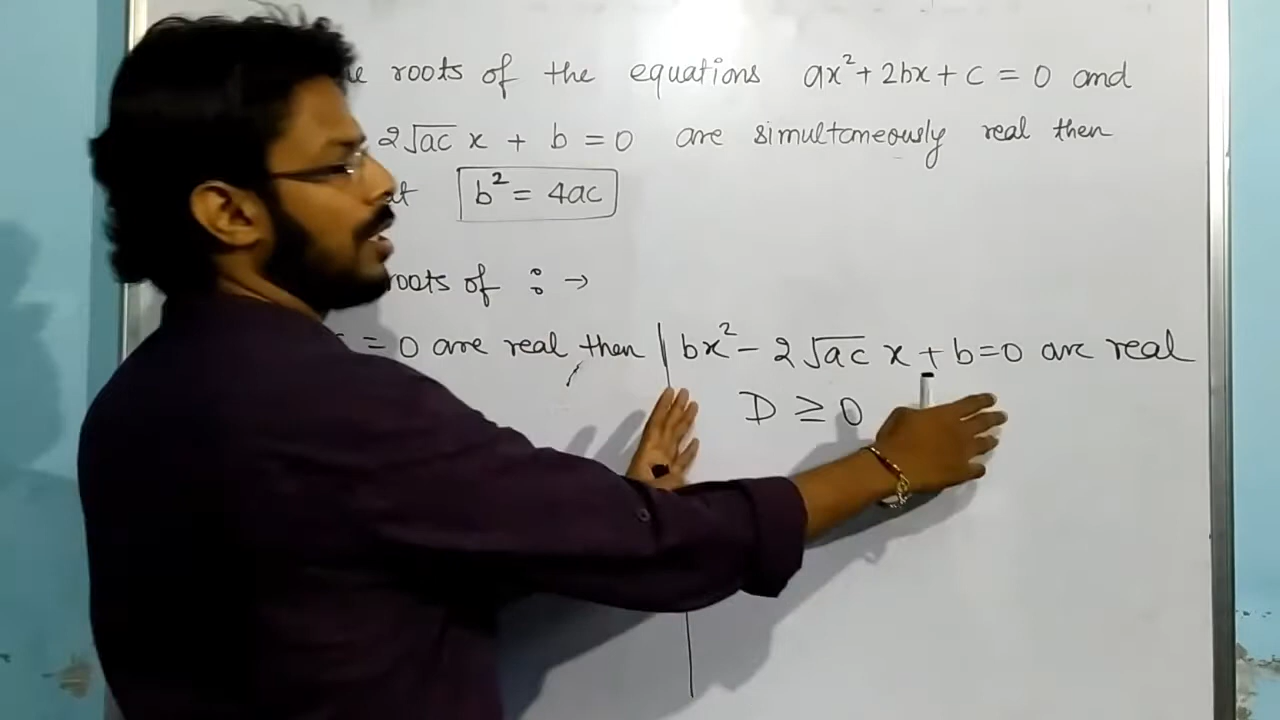 roots of the equations ax² + 2bx + c = 0 and
2√ac x + b = 0 are simultaneously real then
b² = 4ac
roots of : →
= 0 are real, then | bx² - 2√ac x + b = 0 are real
D ≥ 0